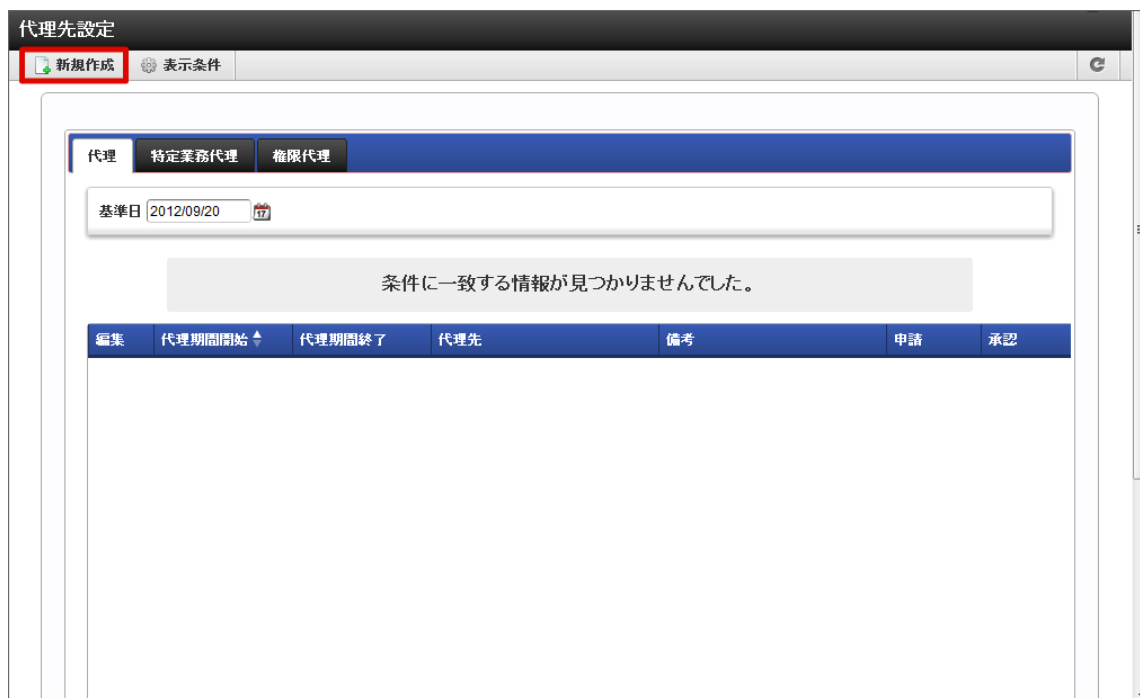 代理先設定
新規作成 表示条件
代理 特定業務代理 権限代理
基準日 2012/09/20 17
条件に一致する情報が見つかりませんでした。
編集 代理期間開始 代理期間終了 代理先 備考 申請 承認